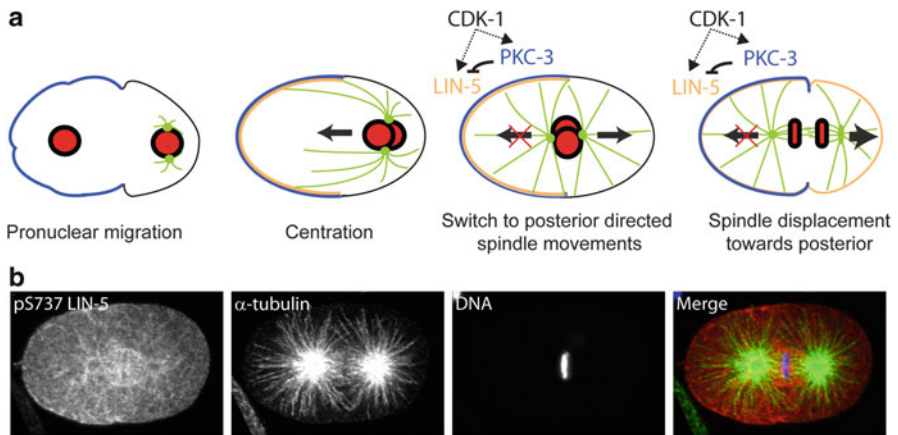 a
CDK-1
PKC-3
LIN-5
CDK-1
PKC-3
LIN-5
Pronuclear migration
Centration
Switch to posterior directed
spindle movements
Spindle displacement
towards posterior
b
pS737 LIN-5
α-tubulin
DNA
Merge